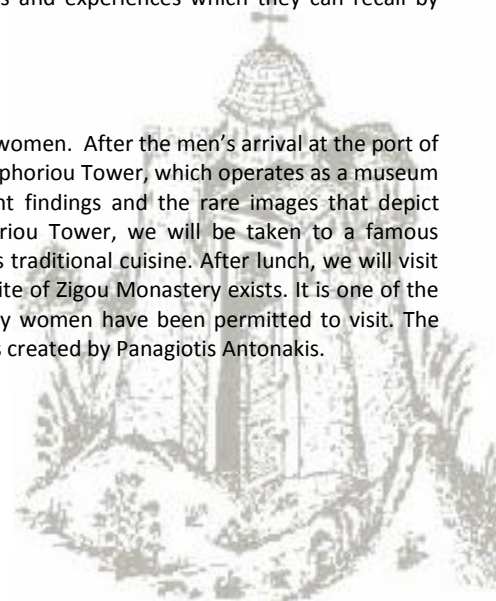 s and experiences which they can recall by
women. After the men's arrival at the port of
phoriou Tower, which operates as a museum
nt findings and the rare images that depict
riou Tower, we will be taken to a famous
s traditional cuisine. After lunch, we will visit
ite of Zigou Monastery exists. It is one of the
y women have been permitted to visit. The
s created by Panagiotis Antonakis.